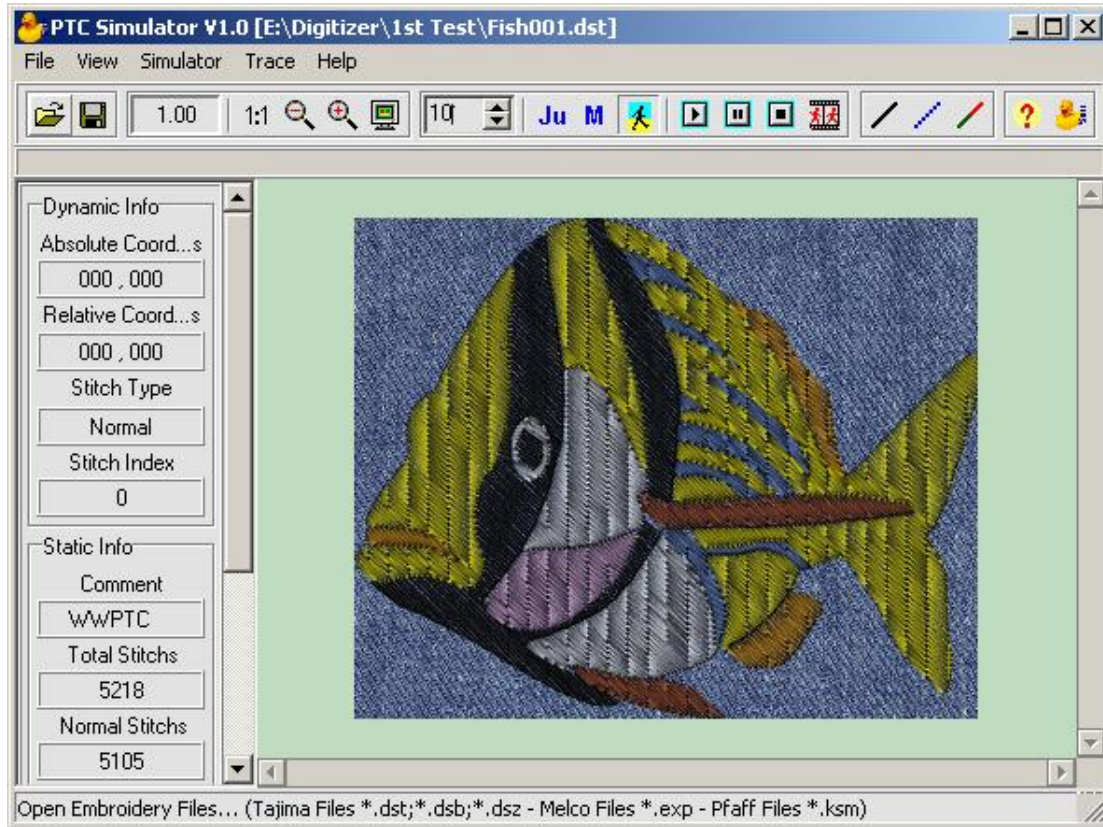 PTC Simulator V1.0 [E:\Digitizer\1st Test\Fish001.dst]
File View Simulator Trace Help
1.00 1:1 10 Ju M ?
Dynamic Info
Absolute Coord...s
000 , 000
Relative Coord...s
000 , 000
Stitch Type
Normal
Stitch Index
0
Static Info
Comment
WWPTC
Total Stitchs
5218
Normal Stitchs
5105
Open Embroidery Files... (Tajima Files *.dst;*.dsb;*.dsz - Melco Files *.exp - Pfaff Files *.ksm)